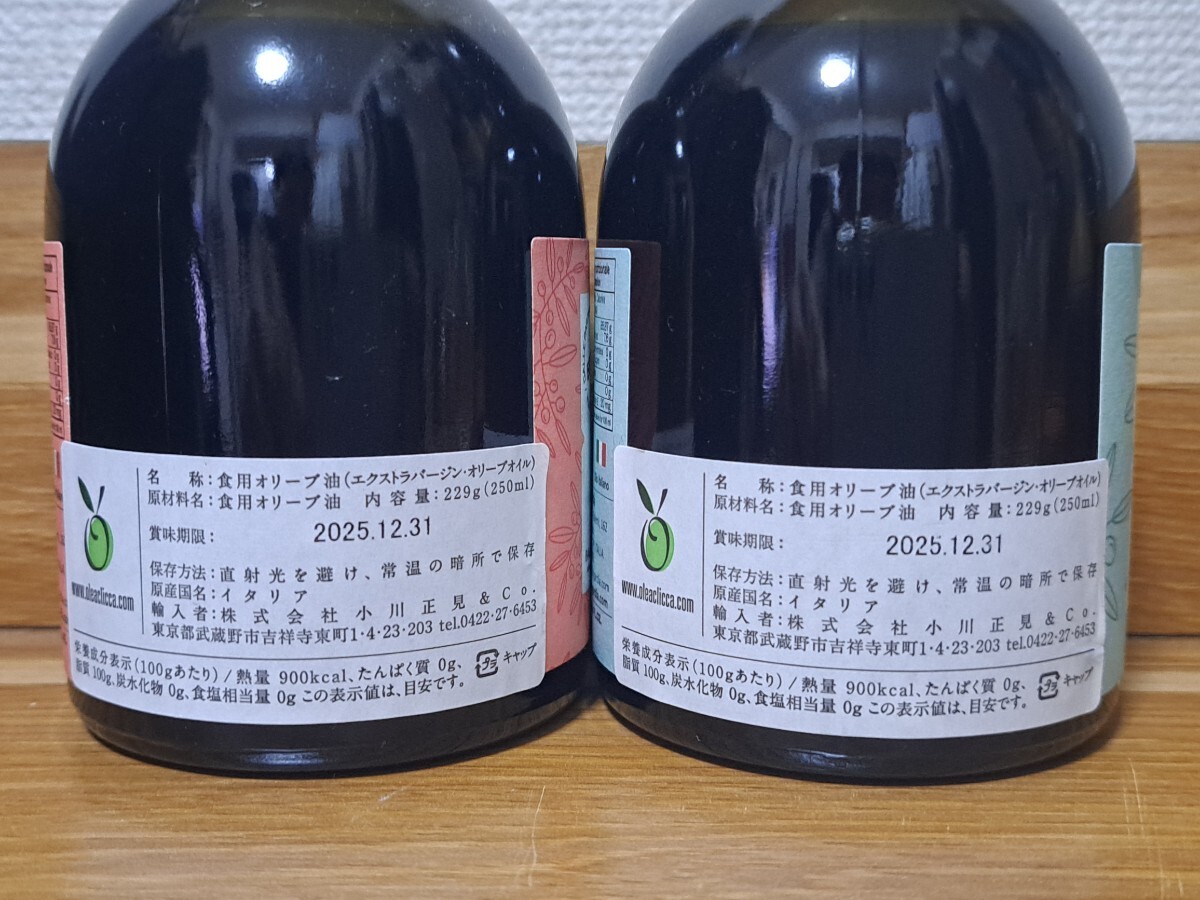 名　　称：食用オリーブ油（エクストラバージン・オリーブオイル）
原材料名：食用オリーブ油　内容量：229g（250ml）
賞味期限：
2025.12.31
保存方法：直射光を避け、常温の暗所で保存
原産国名：イタリア
輸入者：株式会社 小川正見＆Co.
東京都武蔵野市吉祥寺東町1・4・23・203 tel.0422・27・6453
www.oleaclicca.com
栄養成分表示（100gあたり）/ 熱量 900kcal、たんぱく質 0g、
脂質 100g、炭水化物 0g、食塩相当量 0g この表示値は、目安です。
プラ キャップ
名　　称：食用オリーブ油（エクストラバージン・オリーブオイル）
原材料名：食用オリーブ油　内容量：229g（250ml）
賞味期限：
2025.12.31
保存方法：直射光を避け、常温の暗所で保存
原産国名：イタリア
輸入者：株式会社 小川正見＆Co.
東京都武蔵野市吉祥寺東町1・4・23・203 tel.0422・27・6453
www.oleaclicca.com
栄養成分表示（100gあたり）/ 熱量 900kcal、たんぱく質 0g、
脂質 100g、炭水化物 0g、食塩相当量 0g この表示値は、目安です。
プラ キャップ